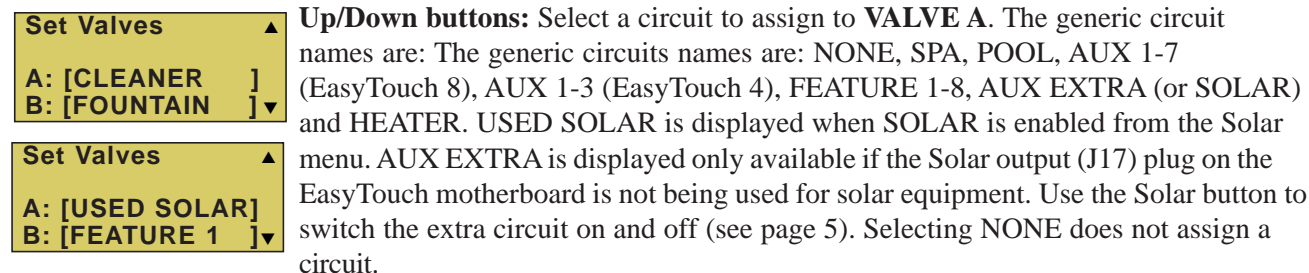 Set Valves ▲
A: [CLEANER ]
B: [FOUNTAIN ]▼
Set Valves ▲
A: [USED SOLAR]
B: [FEATURE 1 ]▼
Up/Down buttons: Select a circuit to assign to VALVE A. The generic circuit
names are: The generic circuits names are: NONE, SPA, POOL, AUX 1-7
(EasyTouch 8), AUX 1-3 (EasyTouch 4), FEATURE 1-8, AUX EXTRA (or SOLAR)
and HEATER. USED SOLAR is displayed when SOLAR is enabled from the Solar
menu. AUX EXTRA is displayed only available if the Solar output (J17) plug on the
EasyTouch motherboard is not being used for solar equipment. Use the Solar button to
switch the extra circuit on and off (see page 5). Selecting NONE does not assign a
circuit.